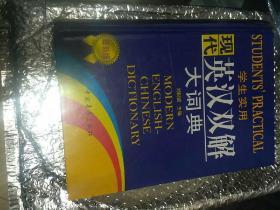 STUDENTS' PRACTICAL
学生实用
现代
英汉双解
大词典
MODERN
ENGLISH-
CHINESE
DICTIONARY